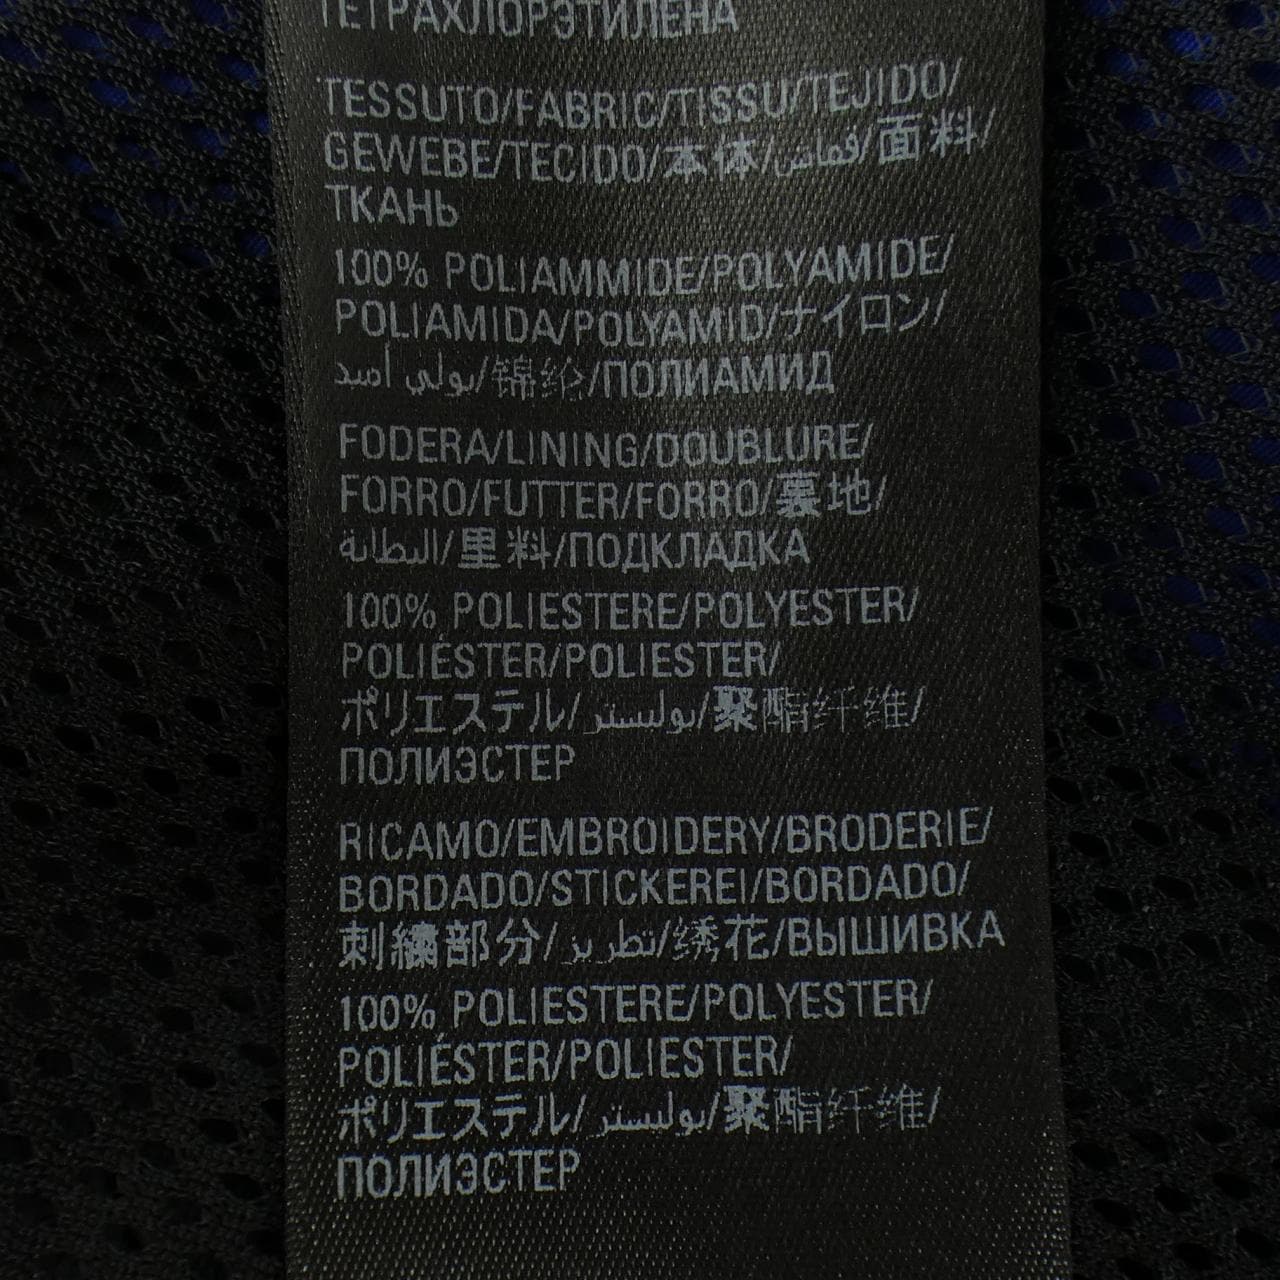 ТЕТРАХЛОРЭТИЛЕНА
TESSUTO/FABRIC/TISSU/TEJIDO/
GEWEBE/TECIDO/本体/قماش/面料/
ТКАНЬ
100% POLIAMMIDE/POLYAMIDE/
POLIAMIDA/POLYAMID/ナイロン/
بولي أميد/锦纶/ПОЛИАМИД
FODERA/LINING/DOUBLURE/
FORRO/FUTTER/FORRO/裏地/
البطانة/里料/ПОДКЛАДКА
100% POLIESTERE/POLYESTER/
POLIÉSTER/POLIESTER/
ポリエステル/بوليستر/聚酯纤维/
ПОЛИЭСТЕР
RICAMO/EMBROIDERY/BRODERIE/
BORDADO/STICKEREI/BORDADO/
刺繍部分/تطريز/绣花/ВЫШИВКА
100% POLIESTERE/POLYESTER/
POLIÉSTER/POLIESTER/
ポリエステル/بوليستر/聚酯纤维/
ПОЛИЭСТЕР